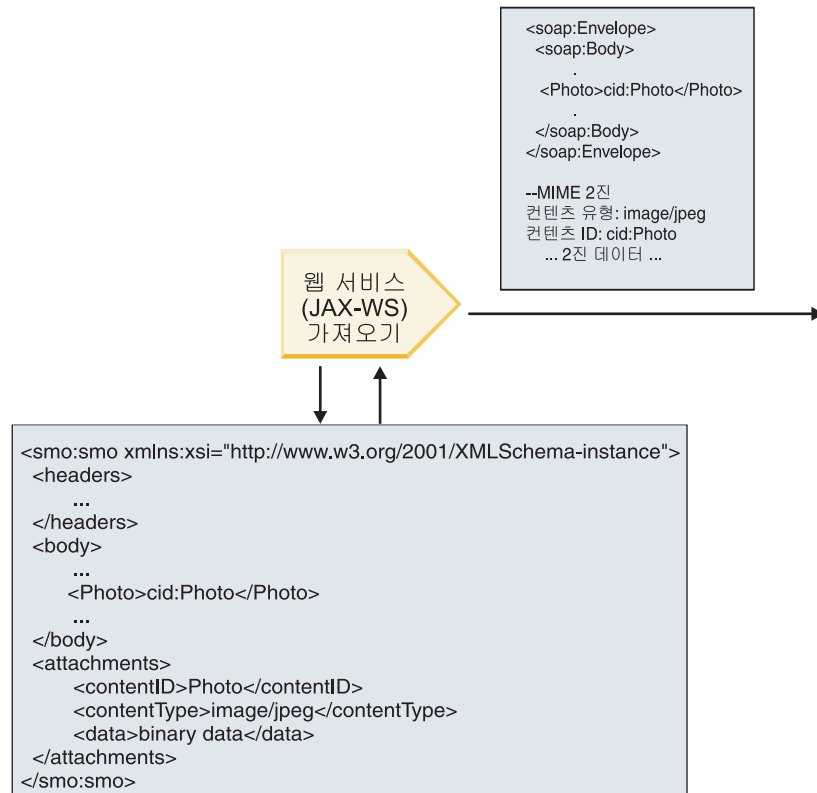 <soap:Envelope>
<soap:Body>
.
<Photo>cid:Photo</Photo>
.
</soap:Body>
</soap:Envelope>
--MIME 2진
컨텐츠 유형: image/jpeg
컨텐츠 ID: cid:Photo
... 2진 데이터 ...
웹 서비스
(JAX-WS)
가져오기
<smo:smo xmlns:xsi="http://www.w3.org/2001/XMLSchema-instance">
<headers>
...
</headers>
<body>
...
<Photo>cid:Photo</Photo>
...
</body>
<attachments>
<contentID>Photo</contentID>
<contentType>image/jpeg</contentType>
<data>binary data</data>
</attachments>
</smo:smo>